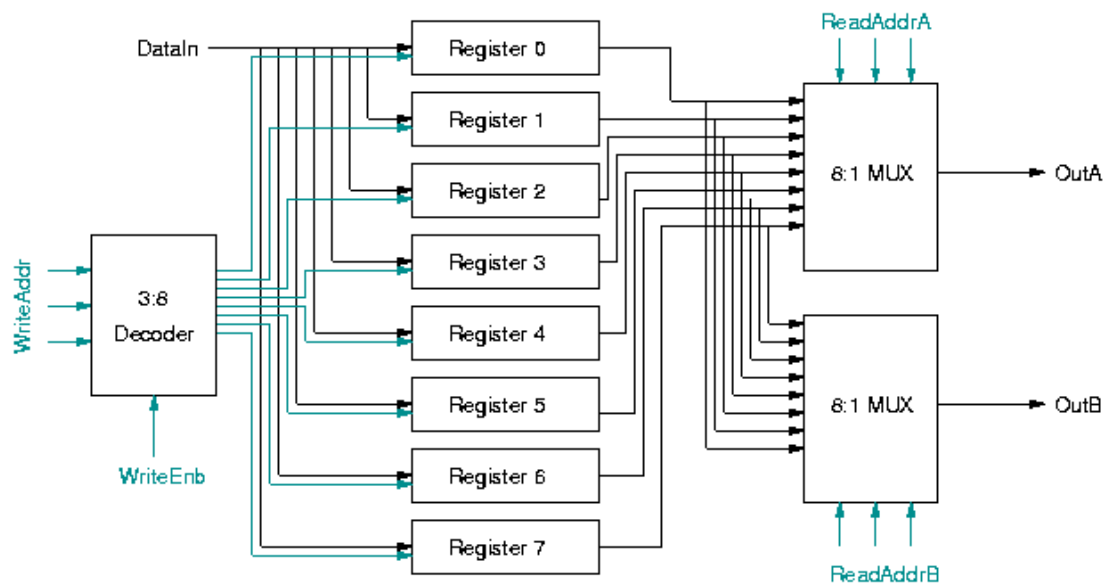 ReadAddrA
DataIn
Register 0
Register 1
8:1 MUX
OutA
Register 2
WriteAddr
3:8
Decoder
Register 3
Register 4
8:1 MUX
OutB
Register 5
WriteEnb
Register 6
Register 7
ReadAddrB